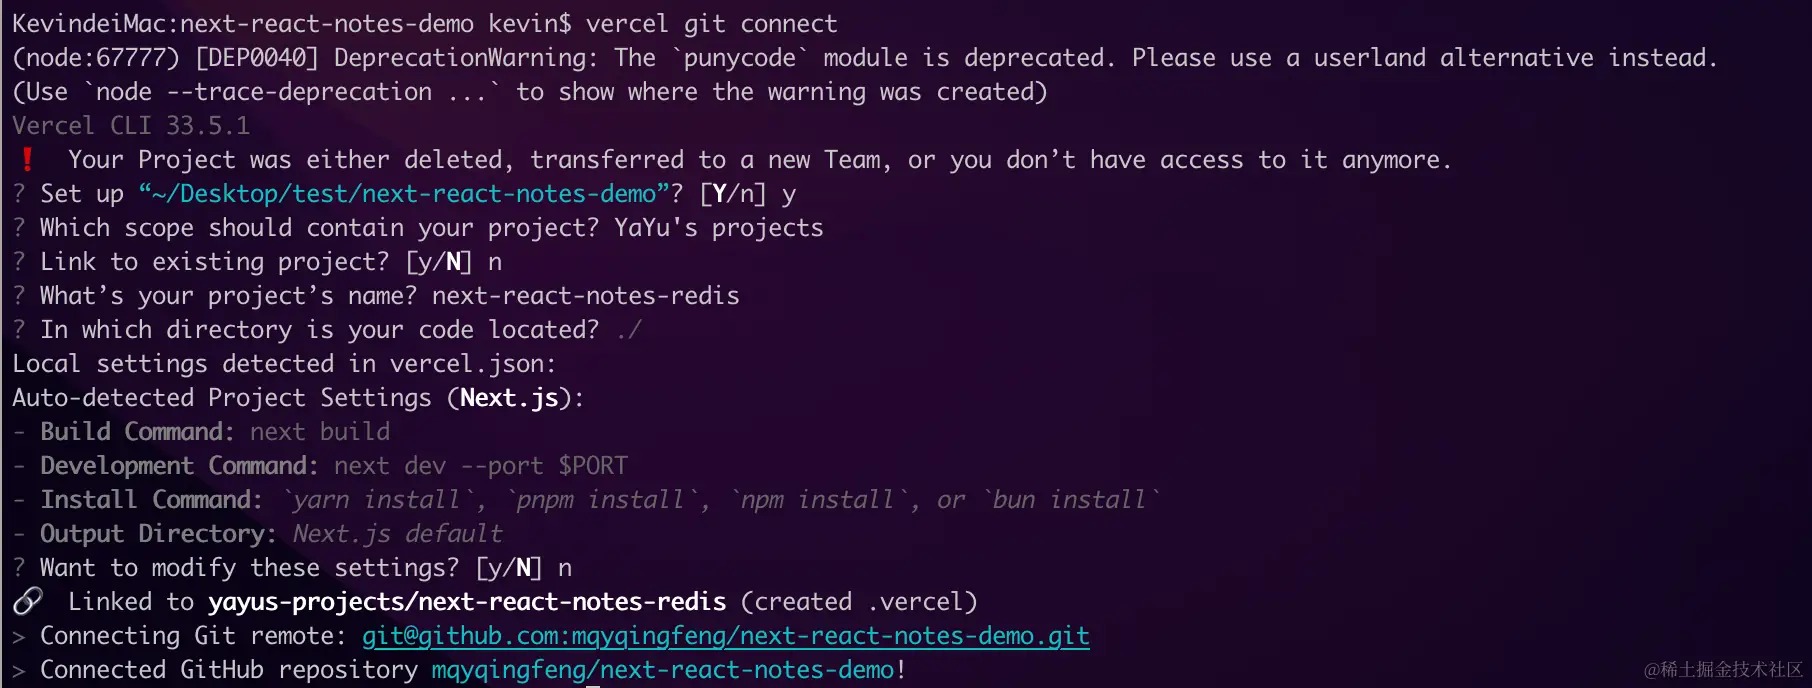 KevindeiMac:next-react-notes-demo kevin$ vercel git connect
(node:67777) [DEP0040] DeprecationWarning: The `punycode` module is deprecated. Please use a userland alternative instead.
(Use `node --trace-deprecation ...` to show where the warning was created)
Vercel CLI 33.5.1
❗ Your Project was either deleted, transferred to a new Team, or you don’t have access to it anymore.
? Set up “~/Desktop/test/next-react-notes-demo”? [Y/n] y
? Which scope should contain your project? YaYu's projects
? Link to existing project? [y/N] n
? What’s your project’s name? next-react-notes-redis
? In which directory is your code located? ./
Local settings detected in vercel.json:
Auto-detected Project Settings (Next.js):
- Build Command: next build
- Development Command: next dev --port $PORT
- Install Command: `yarn install`, `pnpm install`, `npm install`, or `bun install`
- Output Directory: Next.js default
? Want to modify these settings? [y/N] n
🔗 Linked to yayus-projects/next-react-notes-redis (created .vercel)
> Connecting Git remote: git@github.com:mqyqingfeng/next-react-notes-demo.git
> Connected GitHub repository mqyqingfeng/next-react-notes-demo!
@稀土掘金技术社区